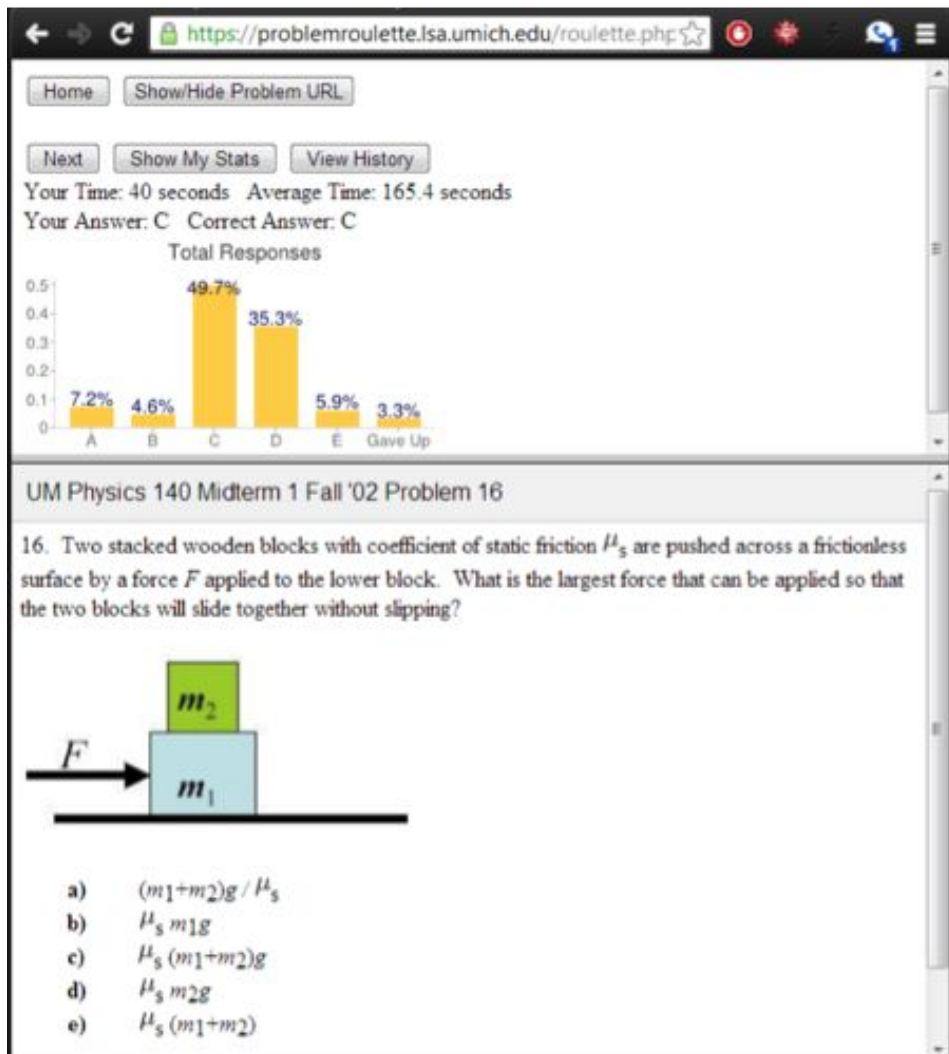 https://problemroulette.lsa.umich.edu/roulette.php
1
Home Show/Hide Problem URL
Next Show My Stats View History
Your Time: 40 seconds Average Time: 165.4 seconds
Your Answer: C Correct Answer: C
Total Responses
0.5
0.4
0.3
0.2
0.1
0
7.2% 4.6% 49.7% 35.3% 5.9% 3.3%
A B C D E Gave Up
UM Physics 140 Midterm 1 Fall '02 Problem 16
16. Two stacked wooden blocks with coefficient of static friction μs are pushed across a frictionless
surface by a force F applied to the lower block. What is the largest force that can be applied so that
the two blocks will slide together without slipping?
m2
F
m1
a) (m1+m2)g / μs
b) μs m1g
c) μs (m1+m2)g
d) μs m2g
e) μs (m1+m2)